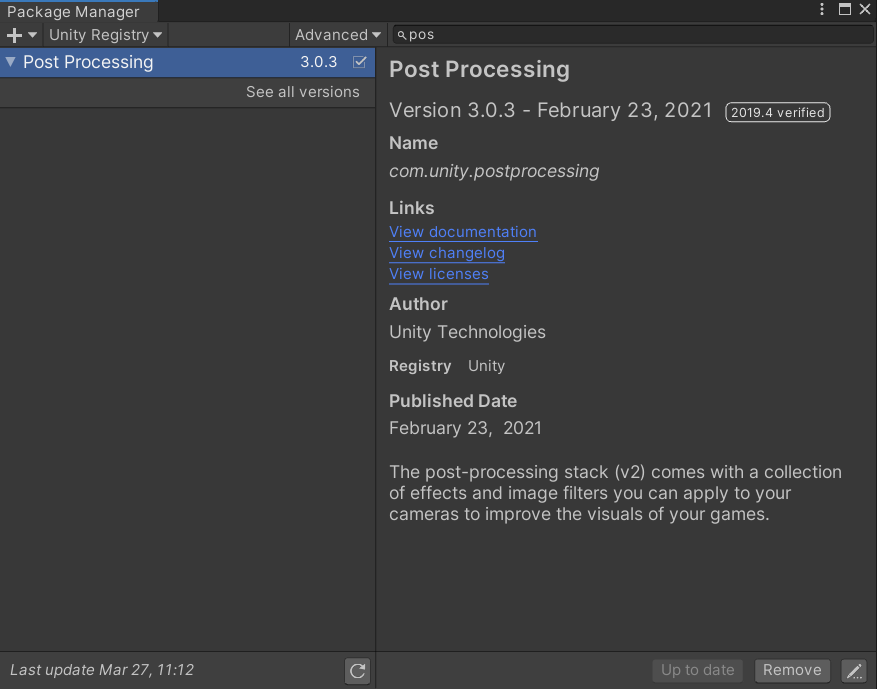 Package Manager
Unity Registry
Advanced
pos
Post Processing 3.0.3
See all versions
Post Processing
Version 3.0.3 - February 23, 2021 2019.4 verified
Name
com.unity.postprocessing
Links
View documentation
View changelog
View licenses
Author
Unity Technologies
Registry Unity
Published Date
February 23, 2021
The post-processing stack (v2) comes with a collection
of effects and image filters you can apply to your
cameras to improve the visuals of your games.
Last update Mar 27, 11:12
Up to date
Remove